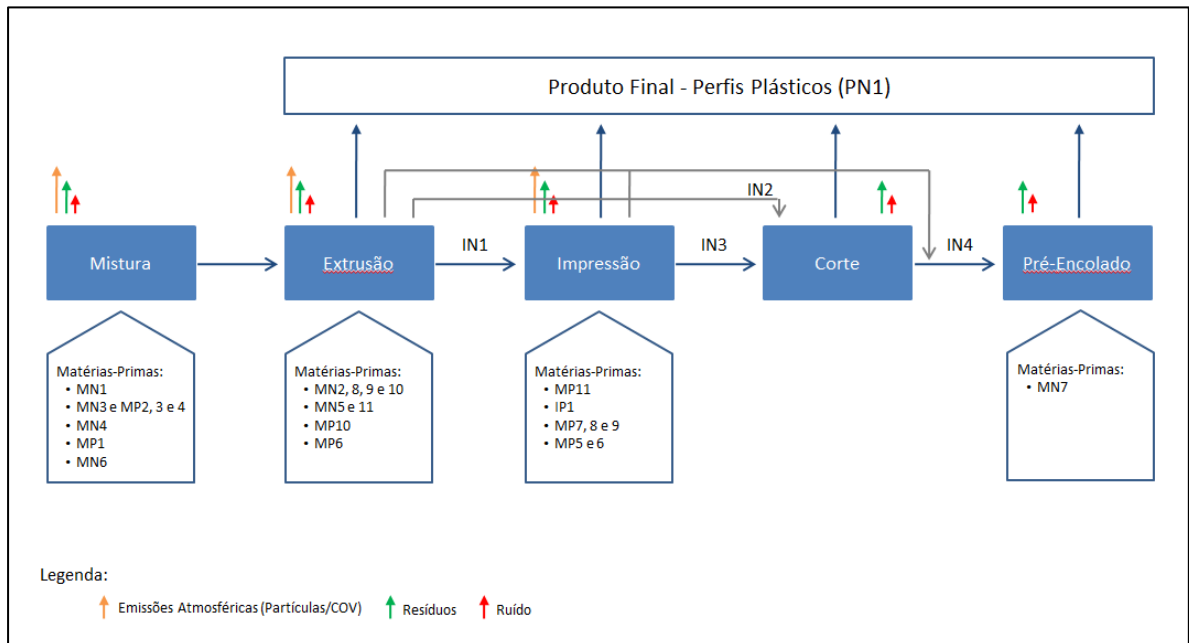 Produto Final - Perfis Plásticos (PN1)
IN2
Mistura
Extrusão
IN1
Impressão
IN3
Corte
IN4
Pré-Encolado
Matérias-Primas:
• MN1
• MN3 e MP2, 3 e 4
• MN4
• MP1
• MN6
Matérias-Primas:
• MN2, 8, 9 e 10
• MN5 e 11
• MP10
• MP6
Matérias-Primas:
• MP11
• IP1
• MP7, 8 e 9
• MP5 e 6
Matérias-Primas:
• MN7
Legenda:
Emissões Atmosféricas (Partículas/COV)
Resíduos
Ruído